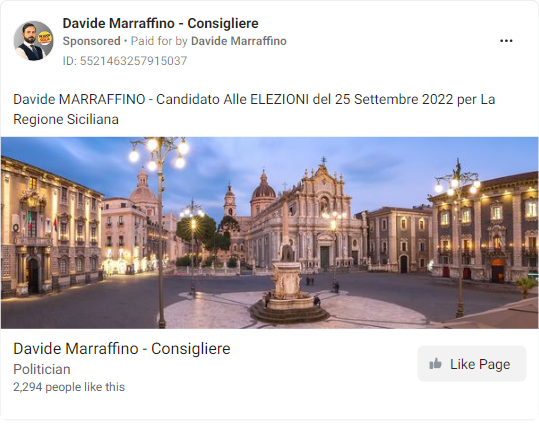 Davide Marraffino - Consigliere
Sponsored • Paid for by Davide Marraffino
ID: 5521463257915037
Davide MARRAFFINO - Candidato Alle ELEZIONI del 25 Settembre 2022 per La
Regione Siciliana
Davide Marraffino - Consigliere
Politician
2,294 people like this
Like Page